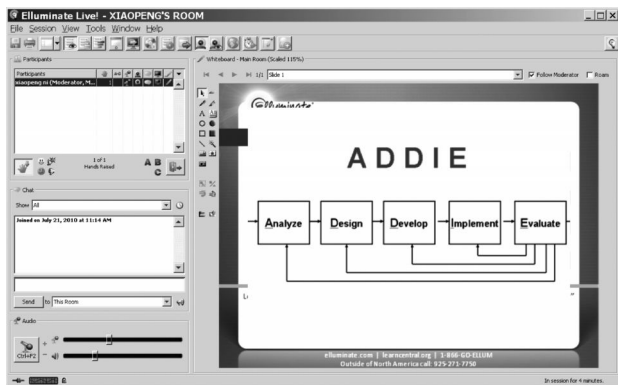 Elluminate Live! - XIAOPENG'S ROOM
File Session View Tools Window Help
Participants
Participants
xiaopeng ni (Moderator, M... 1
1 of 1
Hands Raised
A B
C
Chat
Show All
Joined on July 21, 2010 at 11:14 AM
Send to This Room
Audio
Ctrl+F2
Whiteboard - Main Room (Scaled 115%)
1/1 Slide 1
Follow Moderator Roam
elluminate
ADDIE
Analyze Design Develop Implement Evaluate
elluminate.com | learncentral.org | 1-866-GO-ELLUM
Outside of North America call: 925-271-7750
In session for 4 minutes.